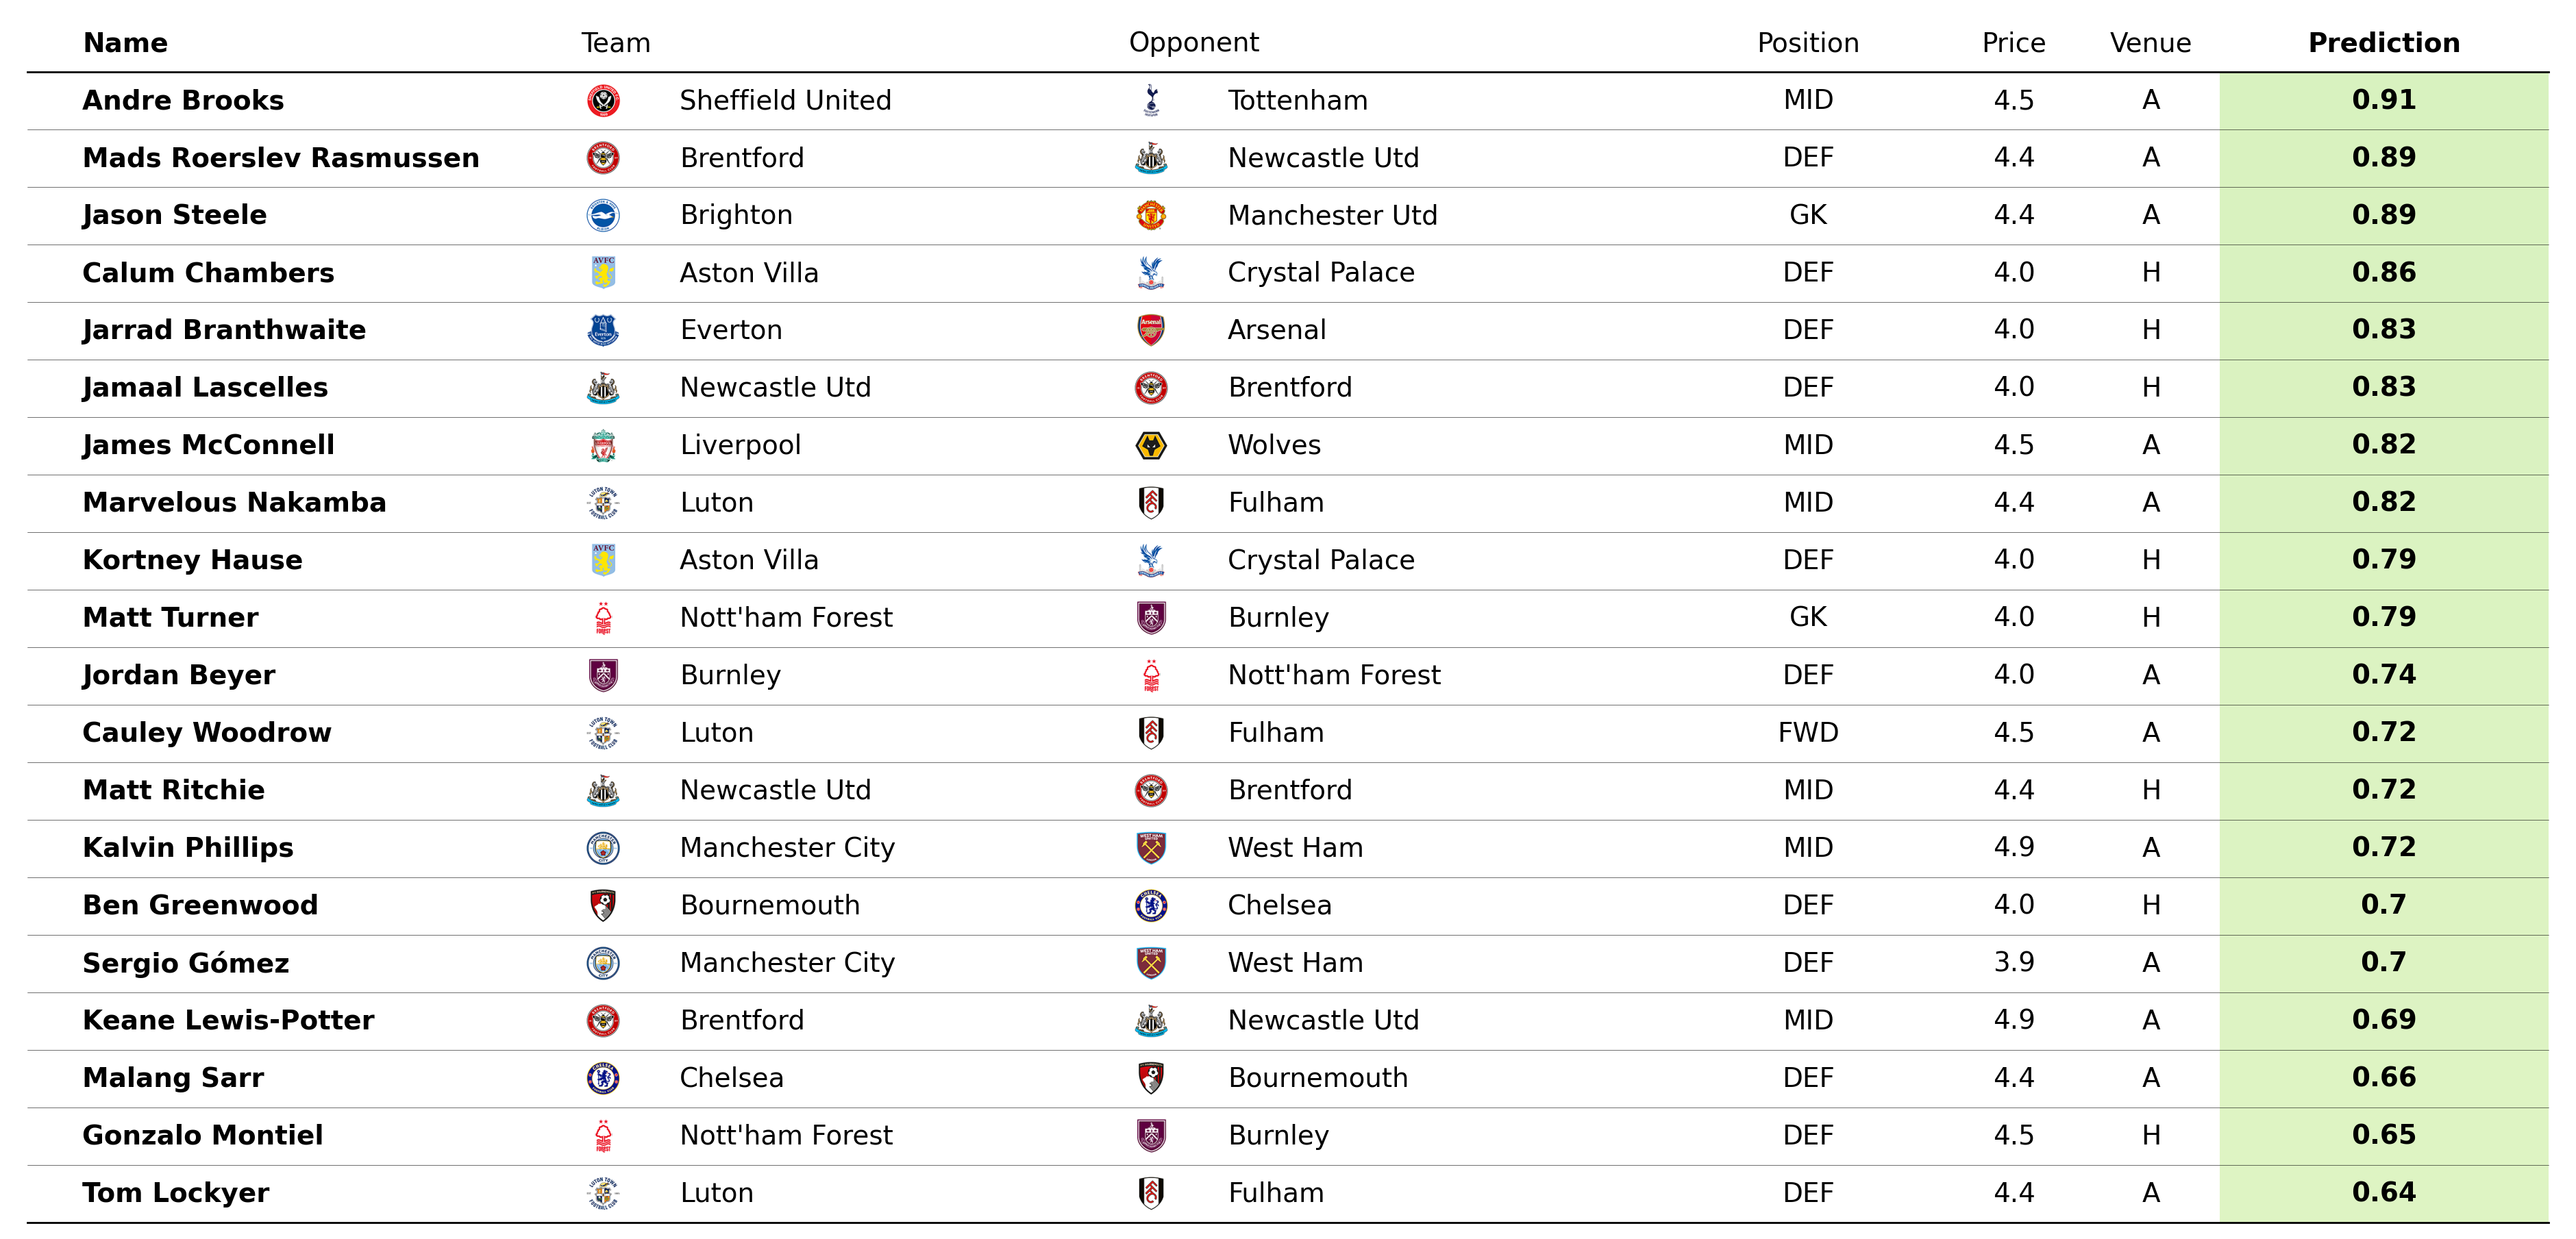 Name Team Opponent Position Price Venue Prediction
Andre Brooks Sheffield United Tottenham MID 4.5 A 0.91
Mads Roerslev Rasmussen Brentford Newcastle Utd DEF 4.4 A 0.89
Jason Steele Brighton Manchester Utd GK 4.4 A 0.89
Calum Chambers AVFC Aston Villa Crystal Palace DEF 4.0 H 0.86
Jarrad Branthwaite Everton Everton Arsenal Arsenal DEF 4.0 H 0.83
Jamaal Lascelles Newcastle Utd Brentford DEF 4.0 H 0.83
James McConnell Liverpool Wolves MID 4.5 A 0.82
Marvelous Nakamba Luton Fulham MID 4.4 A 0.82
Kortney Hause AVFC Aston Villa Crystal Palace DEF 4.0 H 0.79
Matt Turner Nott'ham Forest Burnley GK 4.0 H 0.79
Jordan Beyer Burnley Nott'ham Forest DEF 4.0 A 0.74
Cauley Woodrow Luton Fulham FWD 4.5 A 0.72
Matt Ritchie Newcastle Utd Brentford MID 4.4 H 0.72
Kalvin Phillips Manchester City West Ham MID 4.9 A 0.72
Ben Greenwood Bournemouth Chelsea DEF 4.0 H 0.7
Sergio Gómez Manchester City West Ham DEF 3.9 A 0.7
Keane Lewis-Potter Brentford Newcastle Utd MID 4.9 A 0.69
Malang Sarr Chelsea Bournemouth DEF 4.4 A 0.66
Gonzalo Montiel Nott'ham Forest Burnley DEF 4.5 H 0.65
Tom Lockyer Luton Fulham DEF 4.4 A 0.64